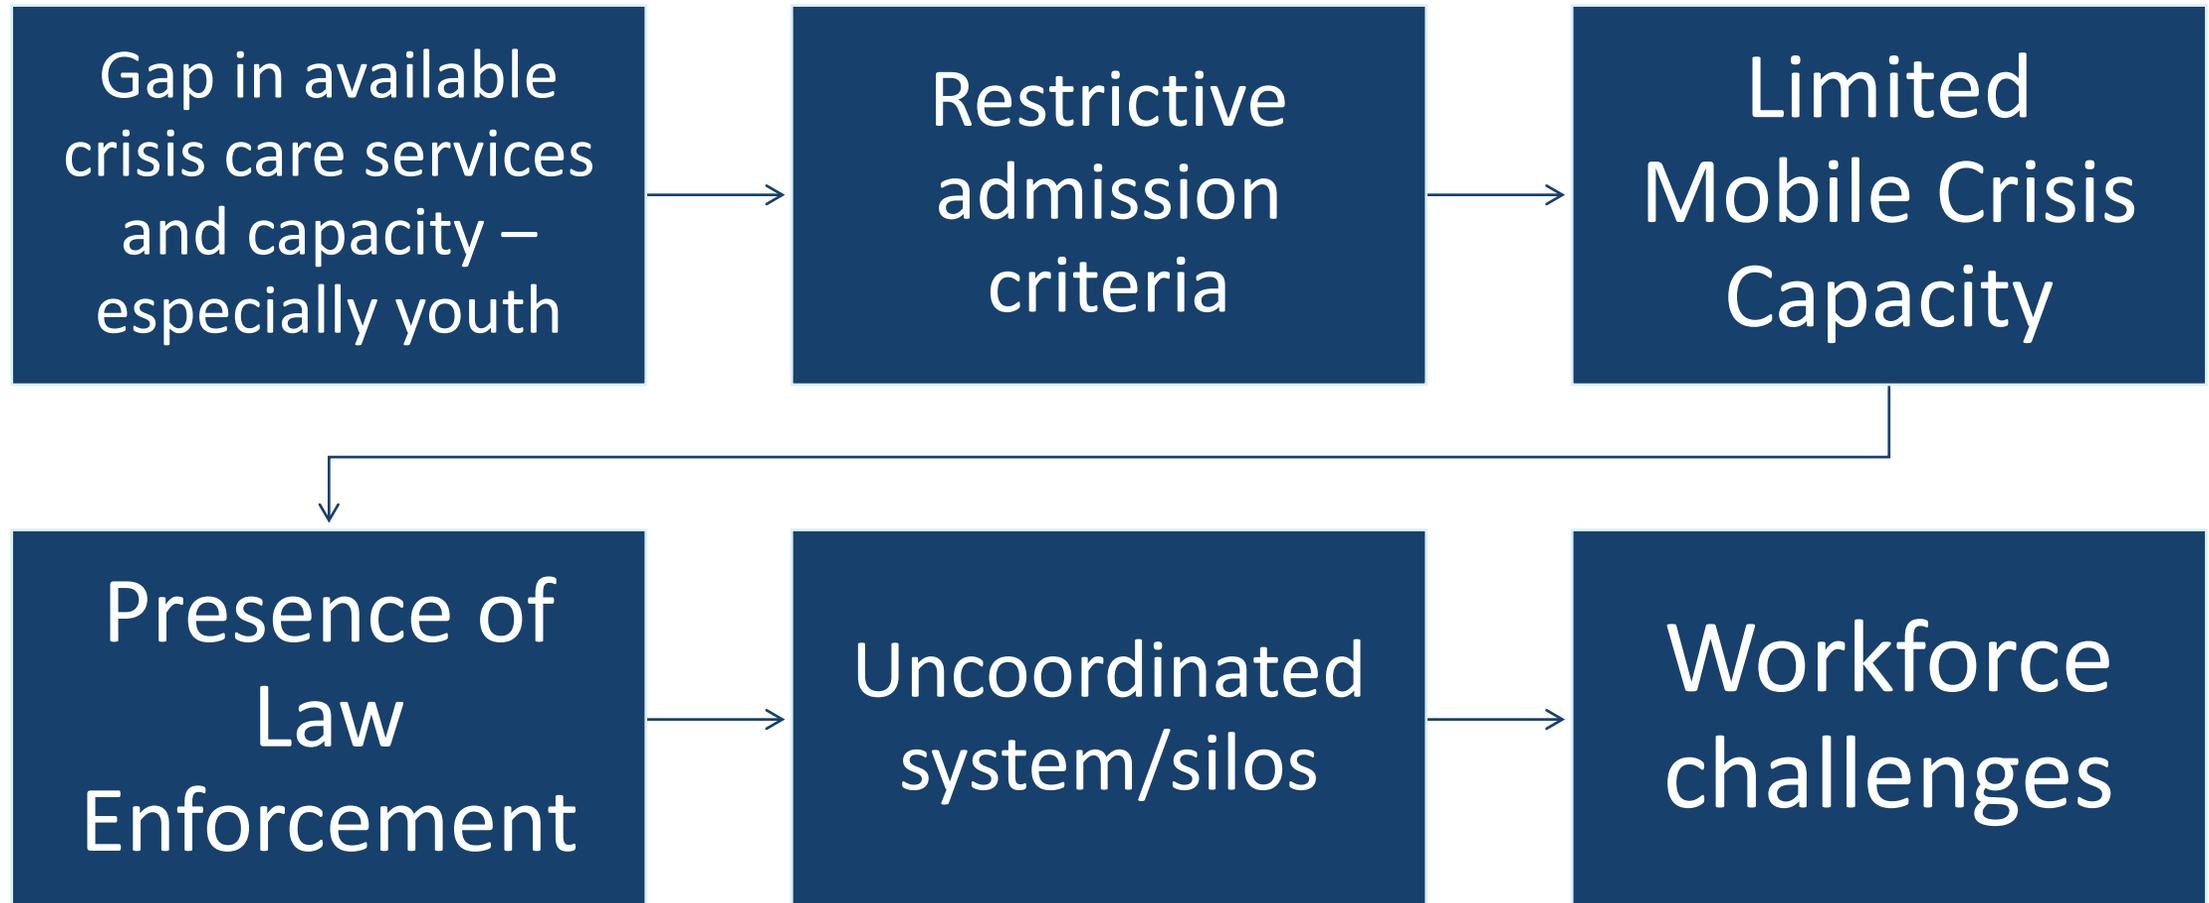 Gap in available
crisis care services
and capacity –
especially youth
Restrictive
admission
criteria
Limited
Mobile Crisis
Capacity
Presence of
Law
Enforcement
Uncoordinated
system/silos
Workforce
challenges